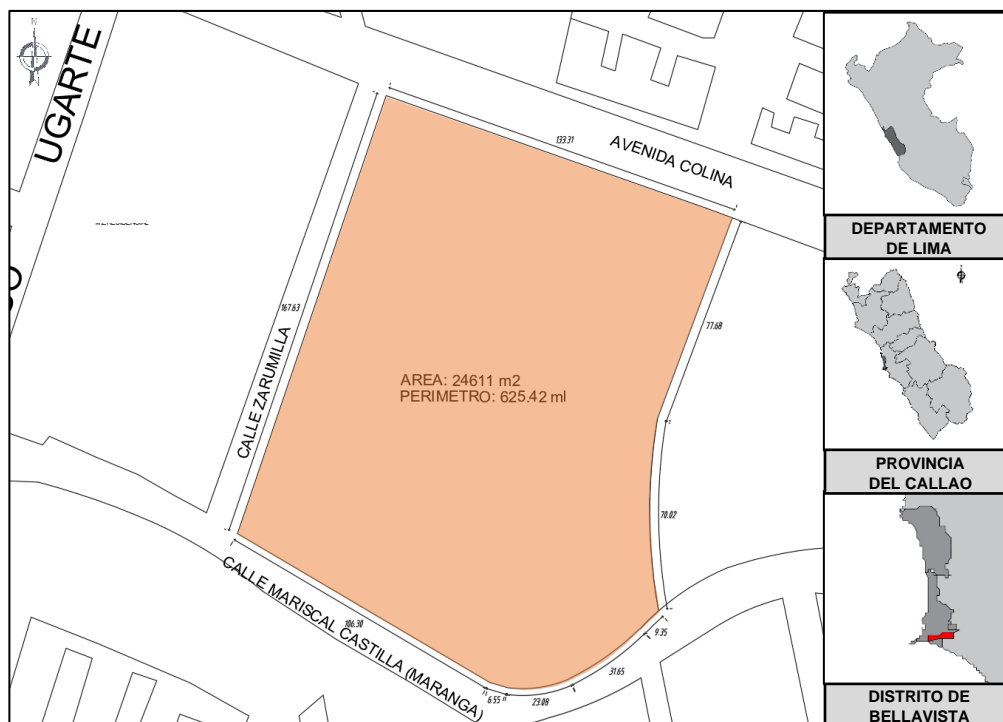 N
N
UGARTE
AVENIDA COLINA
133.31
167.63
CALLE ZARUMILLA
77.68
AREA: 24611 m2
PERIMETRO: 625.42 ml
70.02
CALLE MARISCAL CASTILLA (MARANGA)
106.30
6.55
23.08
31.65
9.35
DEPARTAMENTO
DE LIMA
PROVINCIA
DEL CALLAO
DISTRITO DE
BELLAVISTA